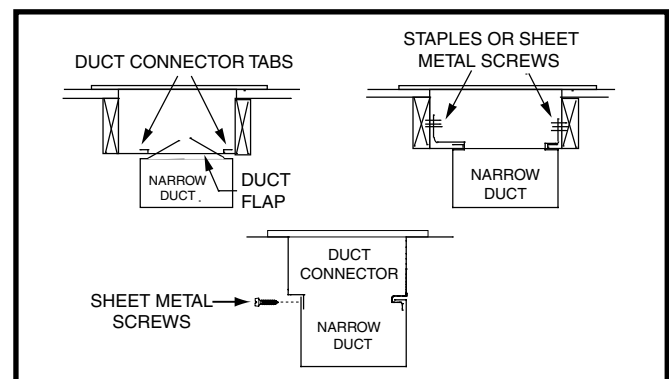 DUCT CONNECTOR TABS
NARROW
DUCT
DUCT
FLAP
STAPLES OR SHEET
METAL SCREWS
NARROW
DUCT
DUCT
CONNECTOR
SHEET METAL
SCREWS
NARROW
DUCT